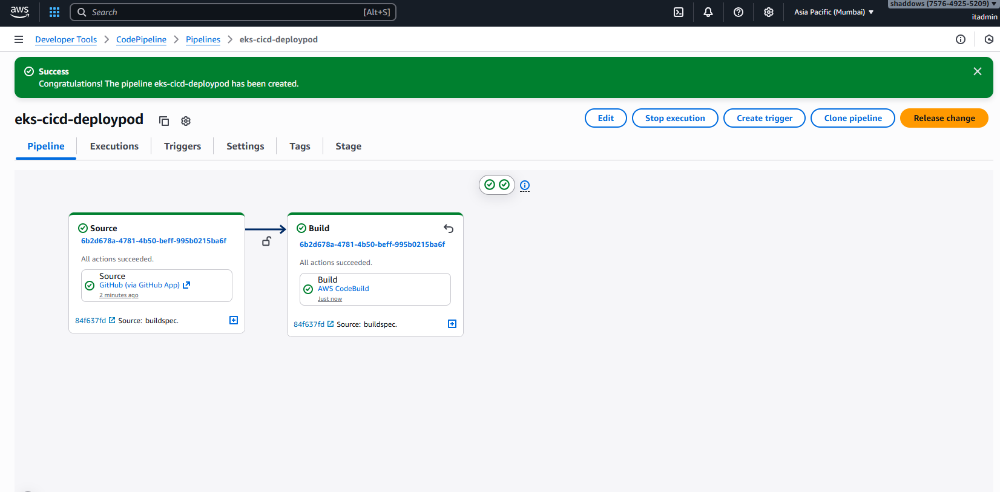 aws
Search [Alt+S]
Asia Pacific (Mumbai) ▼
shaddows (7576-4925-5209) ▼
itadmin
Developer Tools > CodePipeline > Pipelines > eks-cicd-deploypod
Success
Congratulations! The pipeline eks-cicd-deploypod has been created.
eks-cicd-deploypod
Edit Stop execution Create trigger Clone pipeline Release change
Pipeline Executions Triggers Settings Tags Stage
Source
6b2d678a-4781-4b50-beff-995b0215ba6f
All actions succeeded.
Source
GitHub (via GitHub App)
2 minutes ago
84f637fd Source: buildspec.
Build
6b2d678a-4781-4b50-beff-995b0215ba6f
All actions succeeded.
Build
AWS CodeBuild
Just now
84f637fd Source: buildspec.